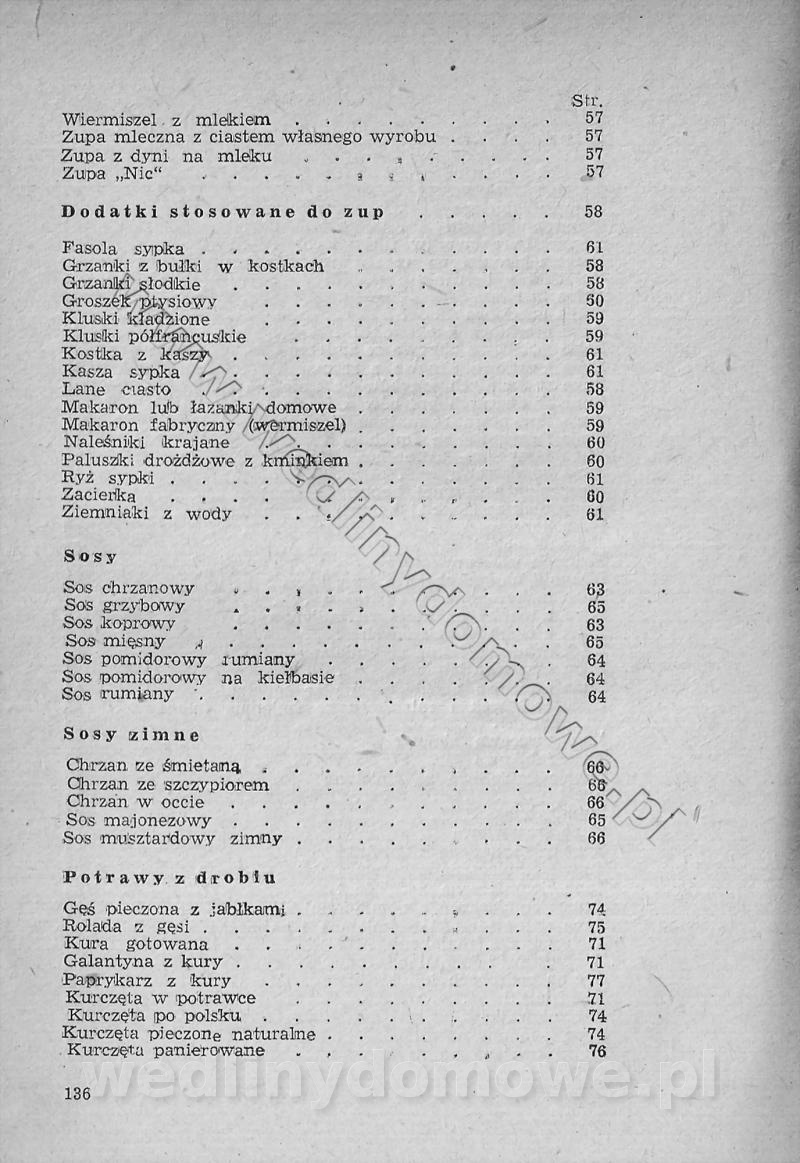 Str.
Wiermiszel z mlekiem . . . . . . . . . 57
Zupa mleczna z ciastem własnego wyrobu . . . . 57
Zupa z dyni na mleku . . . . . . . . . 57
Zupa „Nic“ . . . . . . . . . . . . 57
Dodatki stosowane do zup . . . . . 58
Fasola sypka . . . . . . . . . . . . 61
Grzanki z bułki w kostkach . . . . . . . 58
Grzanki słodkie . . . . . . . . . . . 58
Groszek ptysiowy . . . . . . . . . . 50
Kluski kładzione . . . . . . . . . . 59
Kluski półfrancuskie . . . . . . . . . 59
Kostka z kaszy . . . . . . . . . . . 61
Kasza sypka . . . . . . . . . . . . 61
Lane ciasto . . . . . . . . . . . . 58
Makaron lub łazanki domowe . . . . . . . 59
Makaron fabryczny (wermiszel) . . . . . . . 59
Naleśniki krajane . . . . . . . . . . 60
Paluszki drożdżowe z kminkiem . . . . . . . 60
Ryż sypki . . . . . . . . . . . . . 61
Zacierka . . . . . . . . . . . . . 60
Ziemniaki z wody . . . . . . . . . . 61
Sosy
Sos chrzanowy . . . . . . . . . . . 63
Sos grzybowy . . . . . . . . . . . 65
Sos koprowy . . . . . . . . . . . 63
Sos mięsny . . . . . . . . . . . . 65
Sos pomidorowy rumiany . . . . . . . . 64
Sos pomidorowy na kiełbasie . . . . . . . 64
Sos rumiany . . . . . . . . . . . . 64
Sosy zimne
Chrzan ze śmietaną . . . . . . . . . . 66
Chrzan ze szczypiorem . . . . . . . . . 66
Chrzan w occie . . . . . . . . . . . 66
Sos majonezowy . . . . . . . . . . . 65
Sos musztardowy zimny . . . . . . . . . 66
Potrawy z drobiu
Gęś pieczona z jabłkami . . . . . . . . . 74
Rolada z gęsi . . . . . . . . . . . . 75
Kura gotowana . . . . . . . . . . . 71
Galantyna z kury . . . . . . . . . . 71
Paprykarz z kury . . . . . . . . . . 77
Kurczęta w potrawce . . . . . . . . . 71
Kurczęta po polsku . . . . . . . . . . 74
Kurczęta pieczone naturalne . . . . . . . . 74
Kurczęta panierowane . . . . . . . . . 76
136
wedlinydomowe.pl
wedlinydomowe.pl